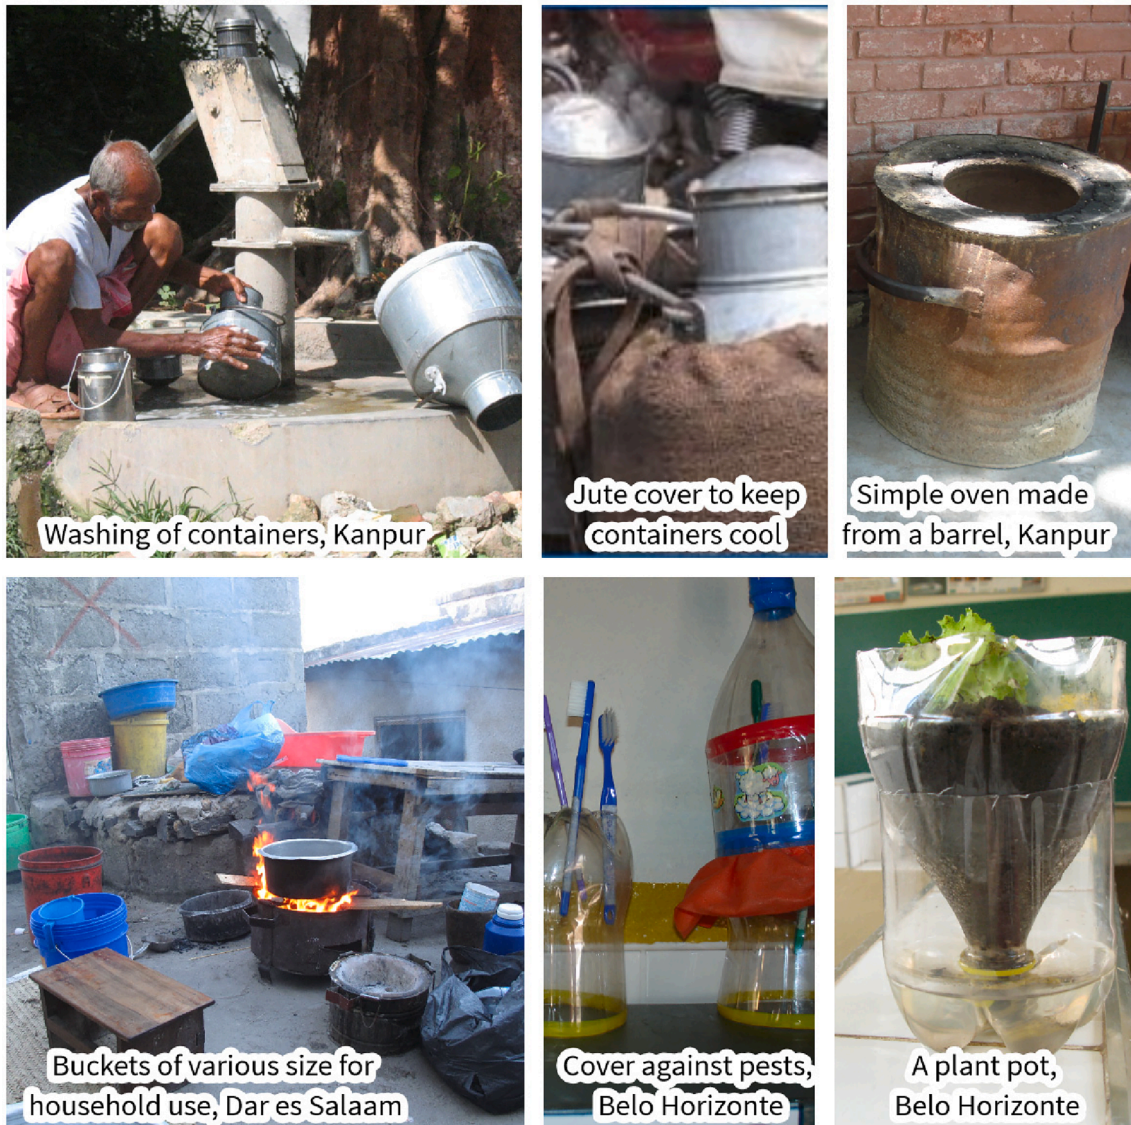 Washing of containers, Kanpur
Jute cover to keep
containers cool
Simple oven made
from a barrel, Kanpur
Buckets of various size for
household use, Dar es Salaam
Cover against pests,
Belo Horizonte
A plant pot,
Belo Horizonte